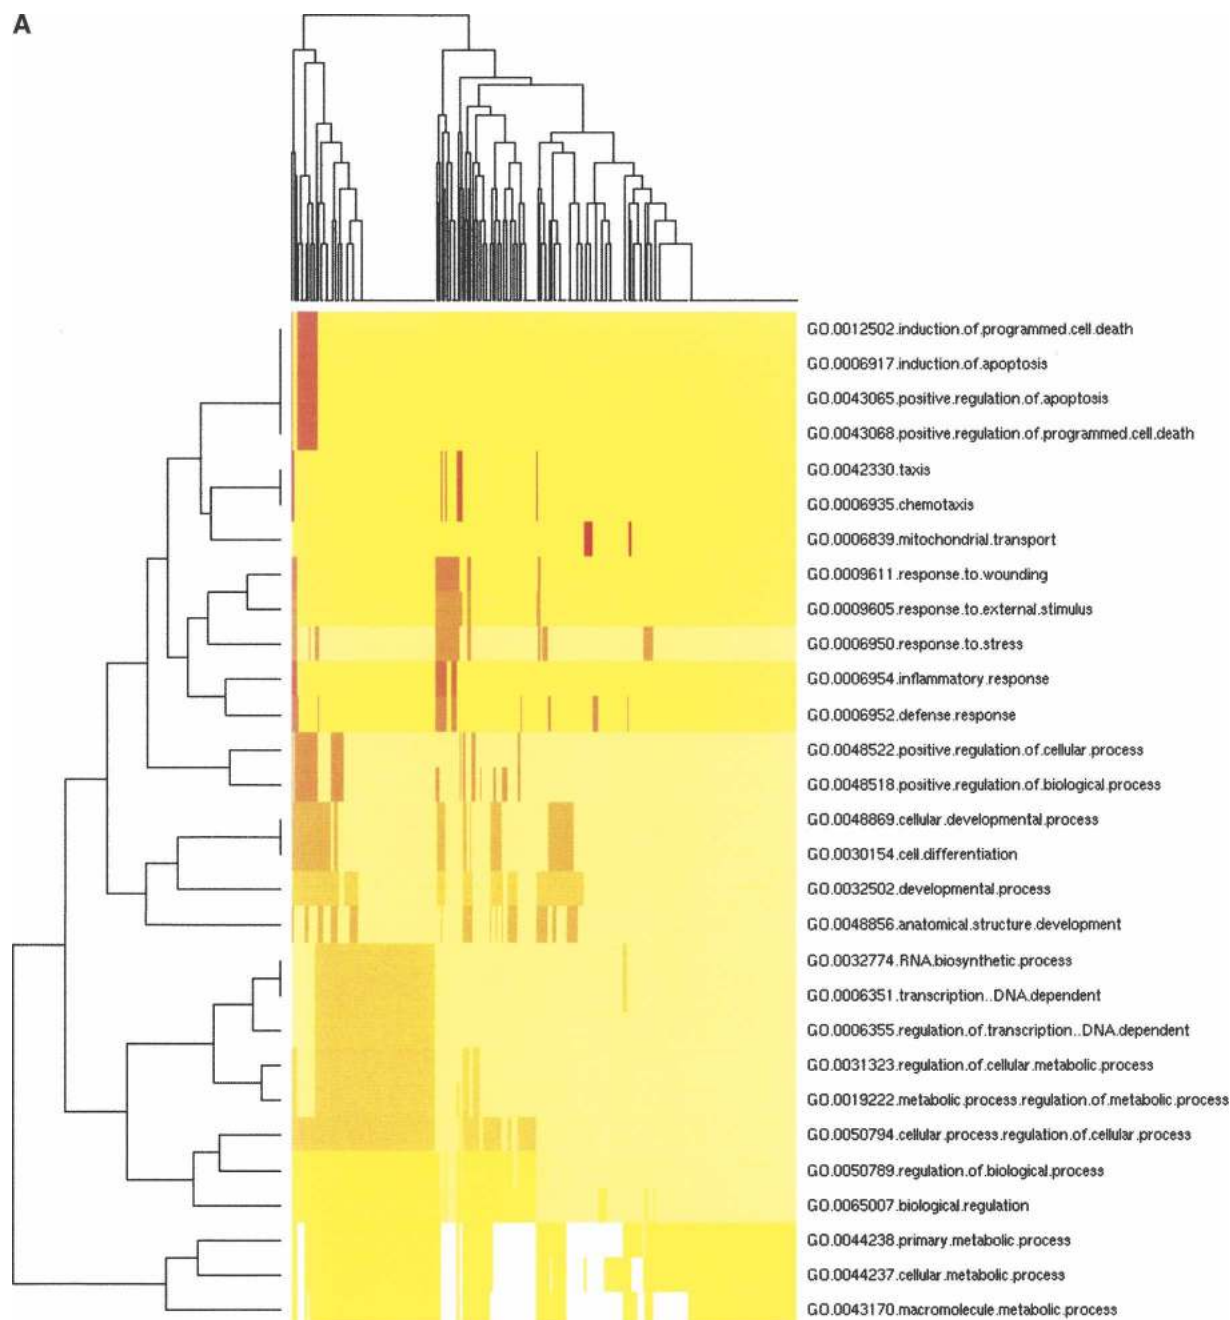 A
GO.0012502.induction.of.programmed.cell.death
GO.0006917.induction.of.apoptosis
GO.0043065.positive.regulation.of.apoptosis
GO.0043068.positive.regulation.of.programmed.cell.death
GO.0042330.taxis
GO.0006935.chemotaxis
GO.0006839.mitochondrial.transport
GO.0009611.response.to.wounding
GO.0009605.response.to.external.stimulus
GO.0006950.response.to.stress
GO.0006954.inflammatory.response
GO.0006952.defense.response
GO.0048522.positive.regulation.of.cellular.process
GO.0048518.positive.regulation.of.biological.process
GO.0048869.cellular.developmental.process
GO.0030154.cell.differentiation
GO.0032502.developmental.process
GO.0048856.anatomical.structure.development
GO.0032774.RNA.biosynthetic.process
GO.0006351.transcription..DNA.dependent
GO.0006355.regulation.of.transcription..DNA.dependent
GO.0031323.regulation.of.cellular.metabolic.process
GO.0019222.metabolic.process.regulation.of.metabolic.process
GO.0050794.cellular.process.regulation.of.cellular.process
GO.0050789.regulation.of.biological.process
GO.0065007.biological.regulation
GO.0044238.primary.metabolic.process
GO.0044237.cellular.metabolic.process
GO.0043170.macromolecule.metabolic.process